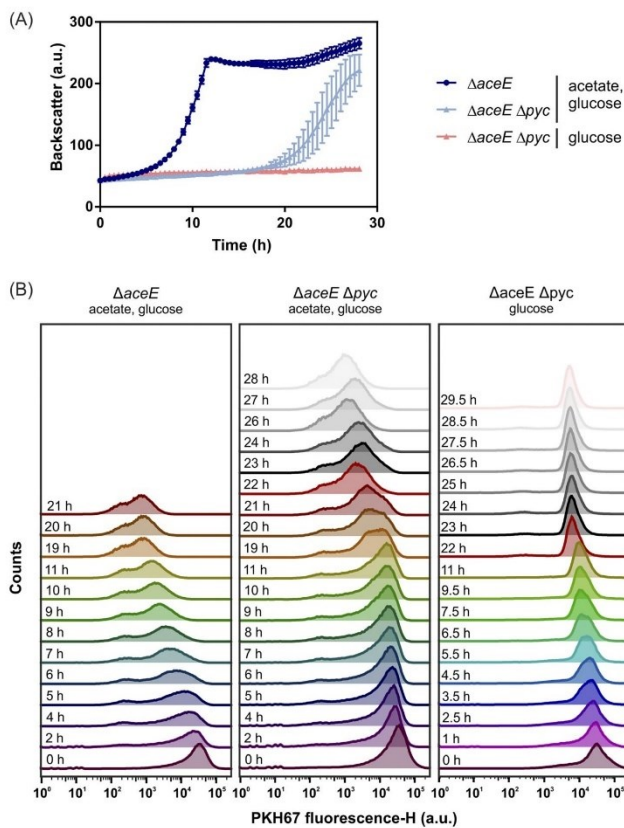 (A)
300
200
100
0
Backscatter (a.u.)
0 10 20 30
Time (h)
ΔaceE
ΔaceE Δpyc
acetate,
glucose
ΔaceE Δpyc glucose
(B)
ΔaceE
acetate, glucose
ΔaceE Δpyc
acetate, glucose
ΔaceE Δpyc
glucose
Counts
21 h
20 h
19 h
11 h
10 h
9 h
8 h
7 h
6 h
5 h
4 h
2 h
0 h
28 h
27 h
26 h
24 h
23 h
22 h
21 h
20 h
19 h
11 h
10 h
9 h
8 h
7 h
6 h
5 h
4 h
2 h
0 h
29.5 h
28.5 h
27.5 h
26.5 h
25 h
24 h
23 h
22 h
11 h
9.5 h
7.5 h
6.5 h
5.5 h
4.5 h
3.5 h
2.5 h
1 h
0 h
10⁰ 10¹ 10² 10³ 10⁴ 10⁵
10⁰ 10¹ 10² 10³ 10⁴ 10⁵
10⁰ 10¹ 10² 10³ 10⁴ 10⁵
PKH67 fluorescence-H (a.u.)